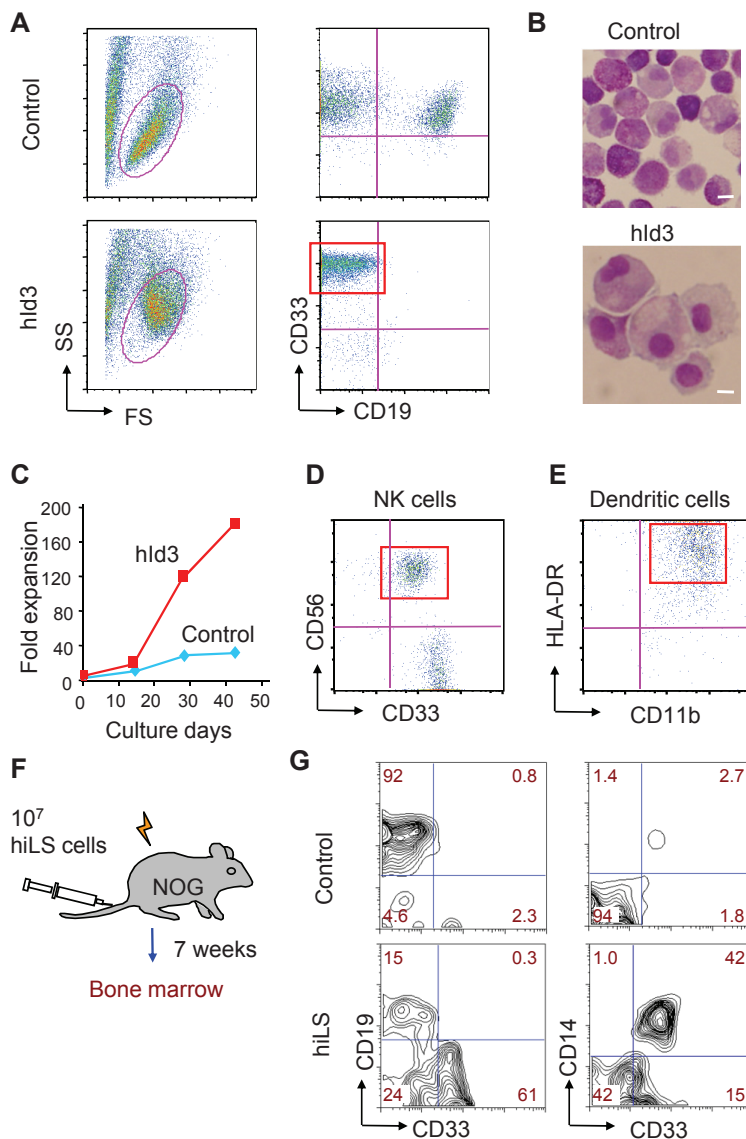 A
Control
hId3
SS
FS
CD33
CD19
B
Control
hId3
C
Fold expansion
200
160
120
80
40
0
hId3
Control
0 10 20 30 40 50
Culture days
D
NK cells
CD56
CD33
E
Dendritic cells
HLA-DR
CD11b
F
10⁷
hiLS cells
NOG
7 weeks
Bone marrow
G
Control
92 0.8
4.6 2.3
1.4 2.7
94 1.8
hiLS
15 0.3
24 61
CD19
CD33
1.0 42
42 15
CD14
CD33